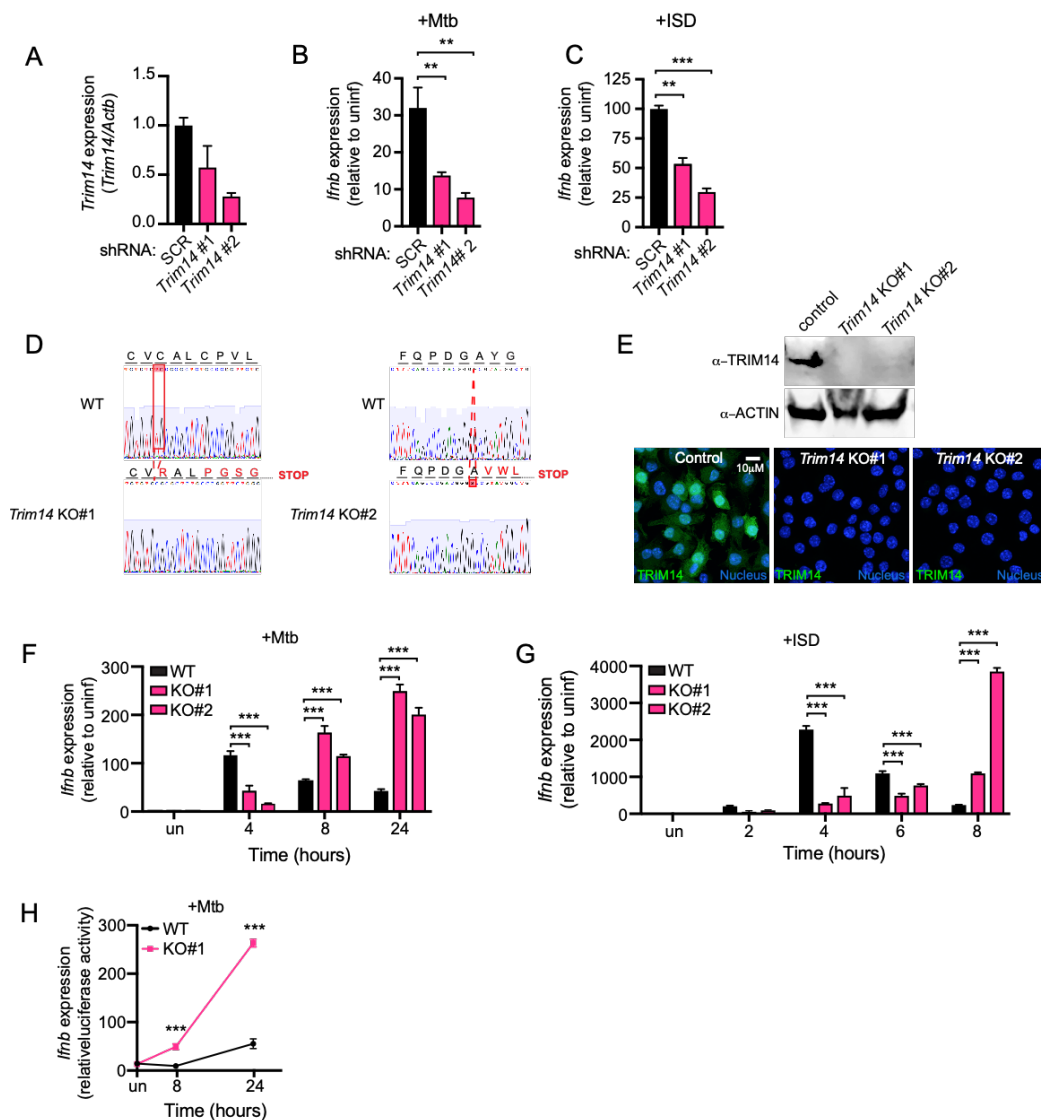 A
Trim14 expression
(Trim14/Actb)
1.0
0.5
0.0
shRNA:
SCR
Trim14 #1
Trim14 #2
B
+Mtb
**
**
Ifnb expression
(relative to uninf)
40
30
20
10
0
shRNA:
SCR
Trim14 #1
Trim14# 2
C
+ISD
***
**
Ifnb expression
(relative to uninf)
125
100
75
50
25
0
shRNA:
SCR
Trim14 #1
Trim14 #2
D
C V C A L C P V L
WT
C V R A L P G S G STOP
Trim14 KO#1
F Q P D G A Y G
WT
F Q P D G A V W L STOP
Trim14 KO#2
E
control
Trim14 KO#1
Trim14 KO#2
α–TRIM14
α–ACTIN
Control
10μM
TRIM14 Nucleus
Trim14 KO#1
TRIM14 Nucleus
Trim14 KO#2
TRIM14 Nucleus
F
+Mtb
WT
KO#1
KO#2
Ifnb expression
(relative to uninf)
300
200
100
0
***
***
***
***
***
***
un 4 8 24
Time (hours)
G
+ISD
WT
KO#1
KO#2
Ifnb expression
(relative to uninf)
4000
3000
2000
1000
0
***
***
***
***
***
***
un 2 4 6 8
Time (hours)
H
+Mtb
WT
KO#1
Ifnb expression
(relativeluciferase activity)
300
200
100
0
***
***
un 8 24
Time (hours)